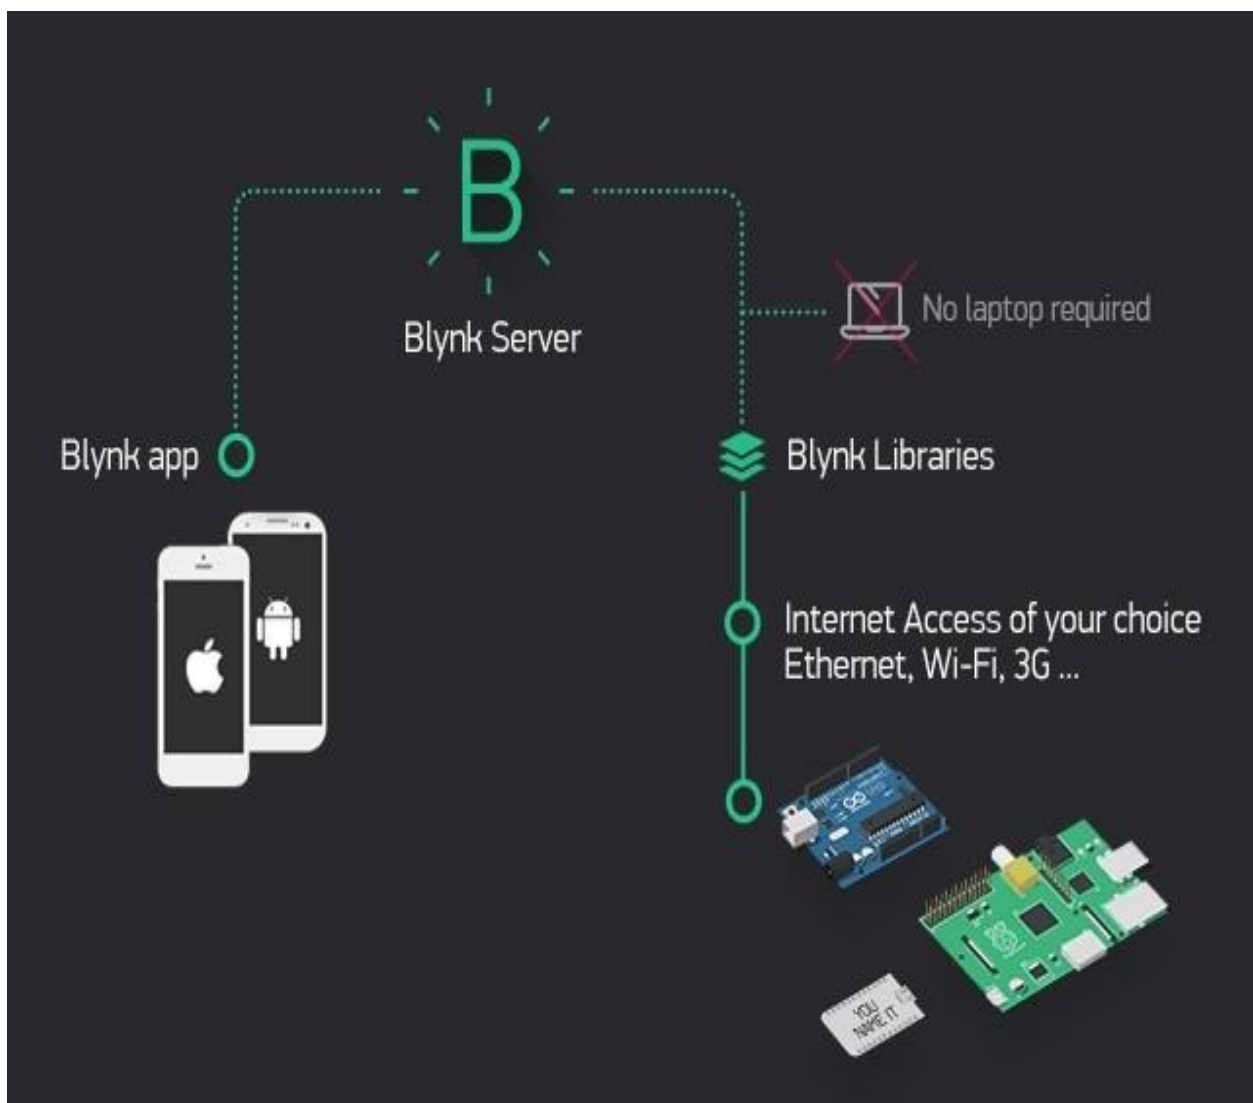 B
Blynk Server
No laptop required
Blynk app
Blynk Libraries
Internet Access of your choice
Ethernet, Wi-Fi, 3G ...
YOU
NAME IT